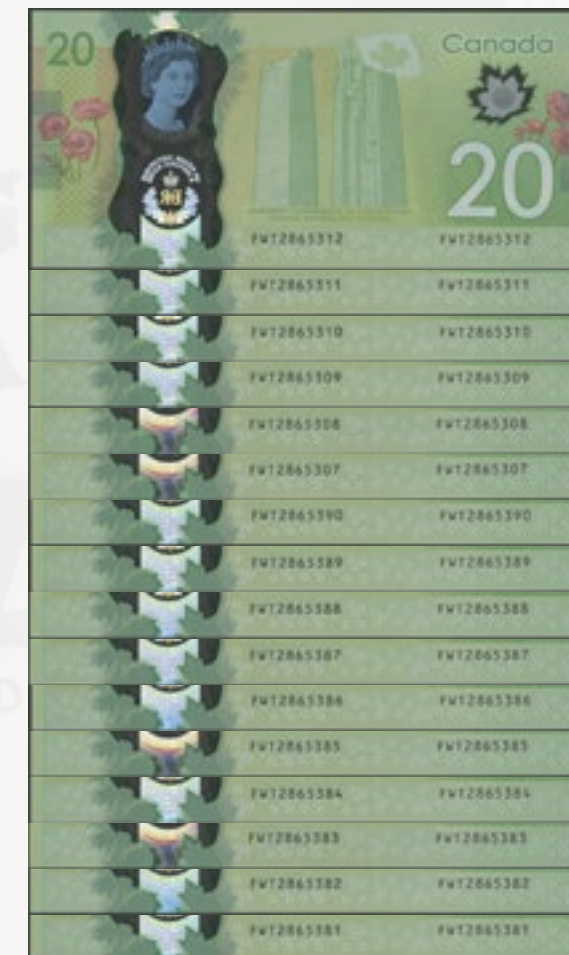 20 Canada
20
FWT2865312 FWT2865312
FWT2865311 FWT2865311
FWT2865310 FWT2865310
FWT2865309 FWT2865309
FWT2865308 FWT2865308
FWT2865307 FWT2865307
FWT2865390 FWT2865390
FWT2865389 FWT2865389
FWT2865388 FWT2865388
FWT2865387 FWT2865387
FWT2865386 FWT2865386
FWT2865385 FWT2865385
FWT2865384 FWT2865384
FWT2865383 FWT2865383
FWT2865382 FWT2865382
FWT2865381 FWT2865381